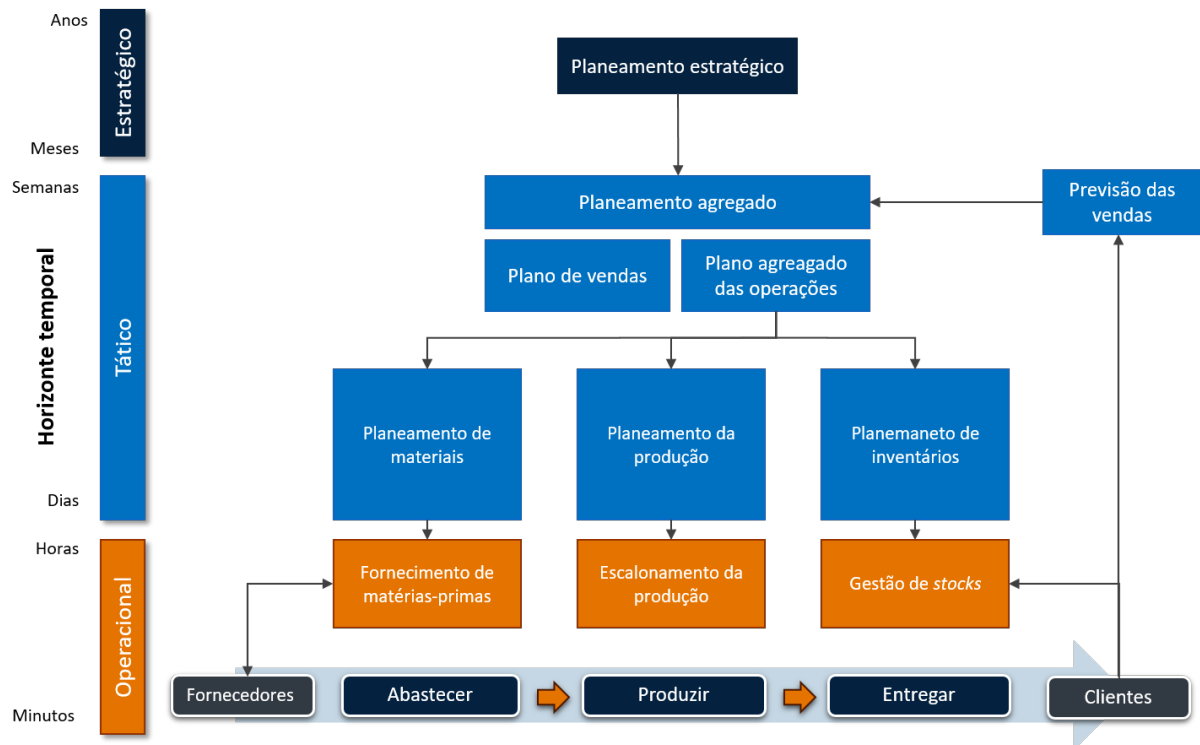 Anos
Estratégico
Planeamento estratégico
Meses
Semanas
Planeamento agregado
Previsão das
vendas
Plano de vendas
Plano agreagado
das operações
Horizonte temporal
Tático
Planeamento de
materiais
Planeamento da
produção
Planemaneto de
inventários
Dias
Horas
Operacional
Fornecimento de
matérias-primas
Escalonamento da
produção
Gestão de stocks
Fornecedores
Abastecer
Produzir
Entregar
Clientes
Minutos